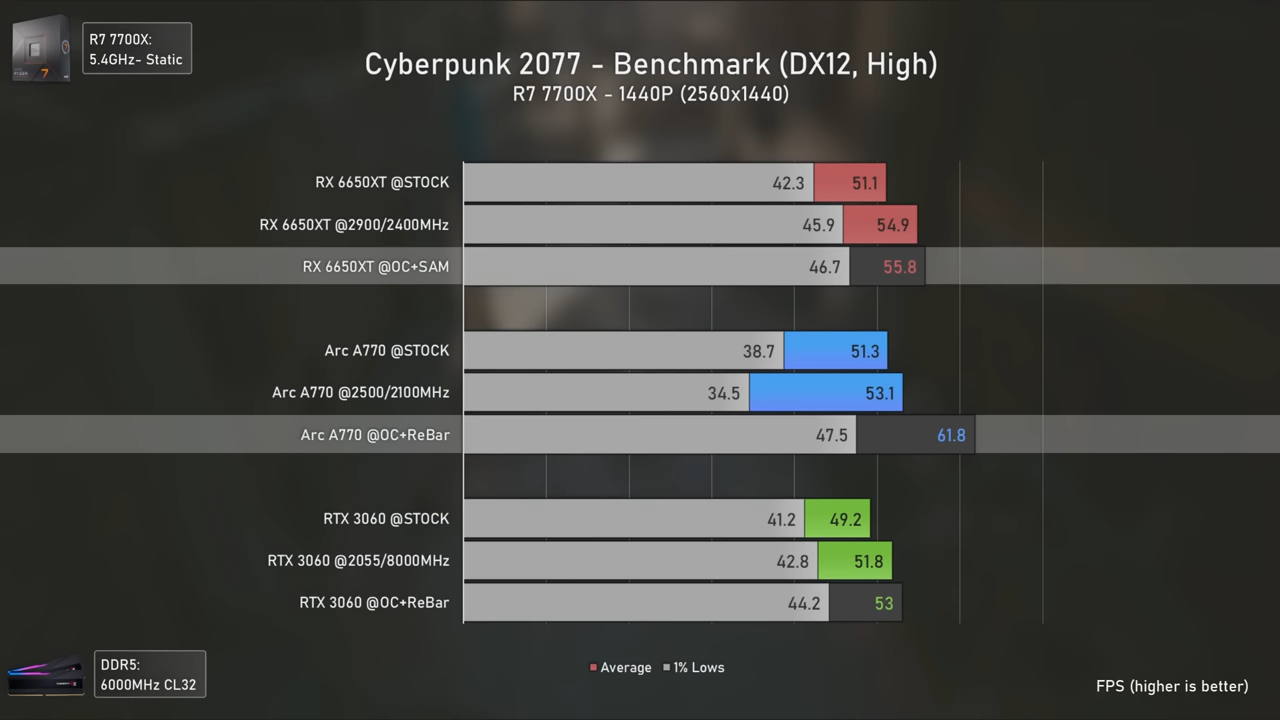 R7 7700X:
5.4GHz- Static
Cyberpunk 2077 - Benchmark (DX12, High)
R7 7700X - 1440P (2560x1440)
RX 6650XT @STOCK 42.3 51.1
RX 6650XT @2900/2400MHz 45.9 54.9
RX 6650XT @OC+SAM 46.7 55.8
Arc A770 @STOCK 38.7 51.3
Arc A770 @2500/2100MHz 34.5 53.1
Arc A770 @OC+ReBar 47.5 61.8
RTX 3060 @STOCK 41.2 49.2
RTX 3060 @2055/8000MHz 42.8 51.8
RTX 3060 @OC+ReBar 44.2 53
Average 1% Lows
DDR5:
6000MHz CL32
FPS (higher is better)